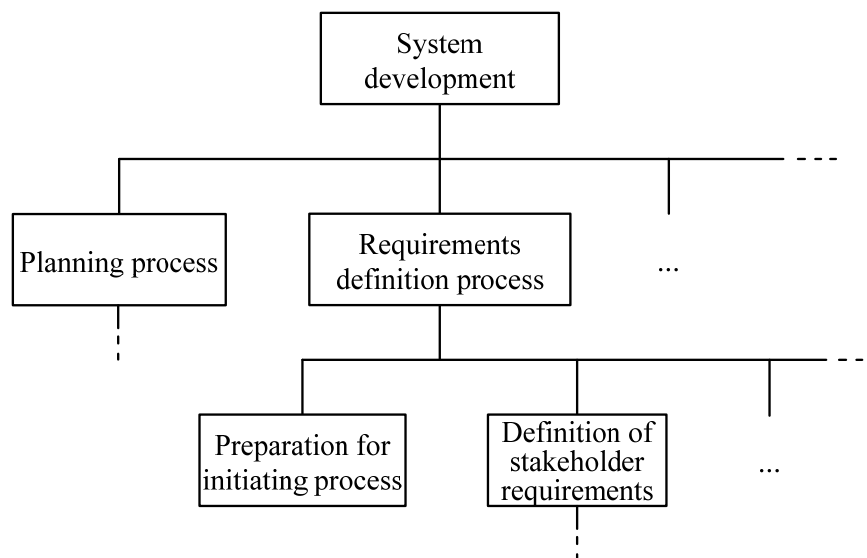 System
development
Planning process
Requirements
definition process
...
Preparation for
initiating process
Definition of
stakeholder
requirements
...